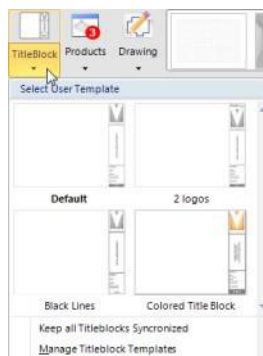 3
TitleBlock Products Drawing
Select User Template
Default 2 logos
Black Lines Colored Title Block
Keep all Titleblocks Syncronized
Manage Titleblock Templates